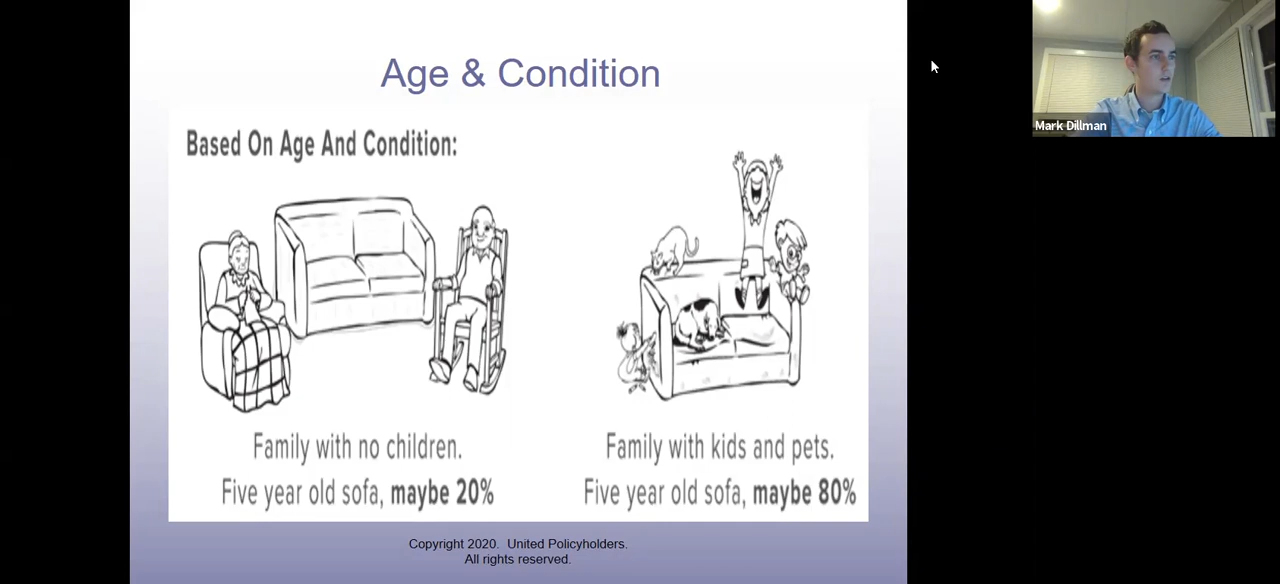 Age & Condition
Based On Age And Condition:
Family with no children.
Five year old sofa, maybe 20%
Family with kids and pets.
Five year old sofa, maybe 80%
Copyright 2020. United Policyholders.
All rights reserved.
Mark Dillman